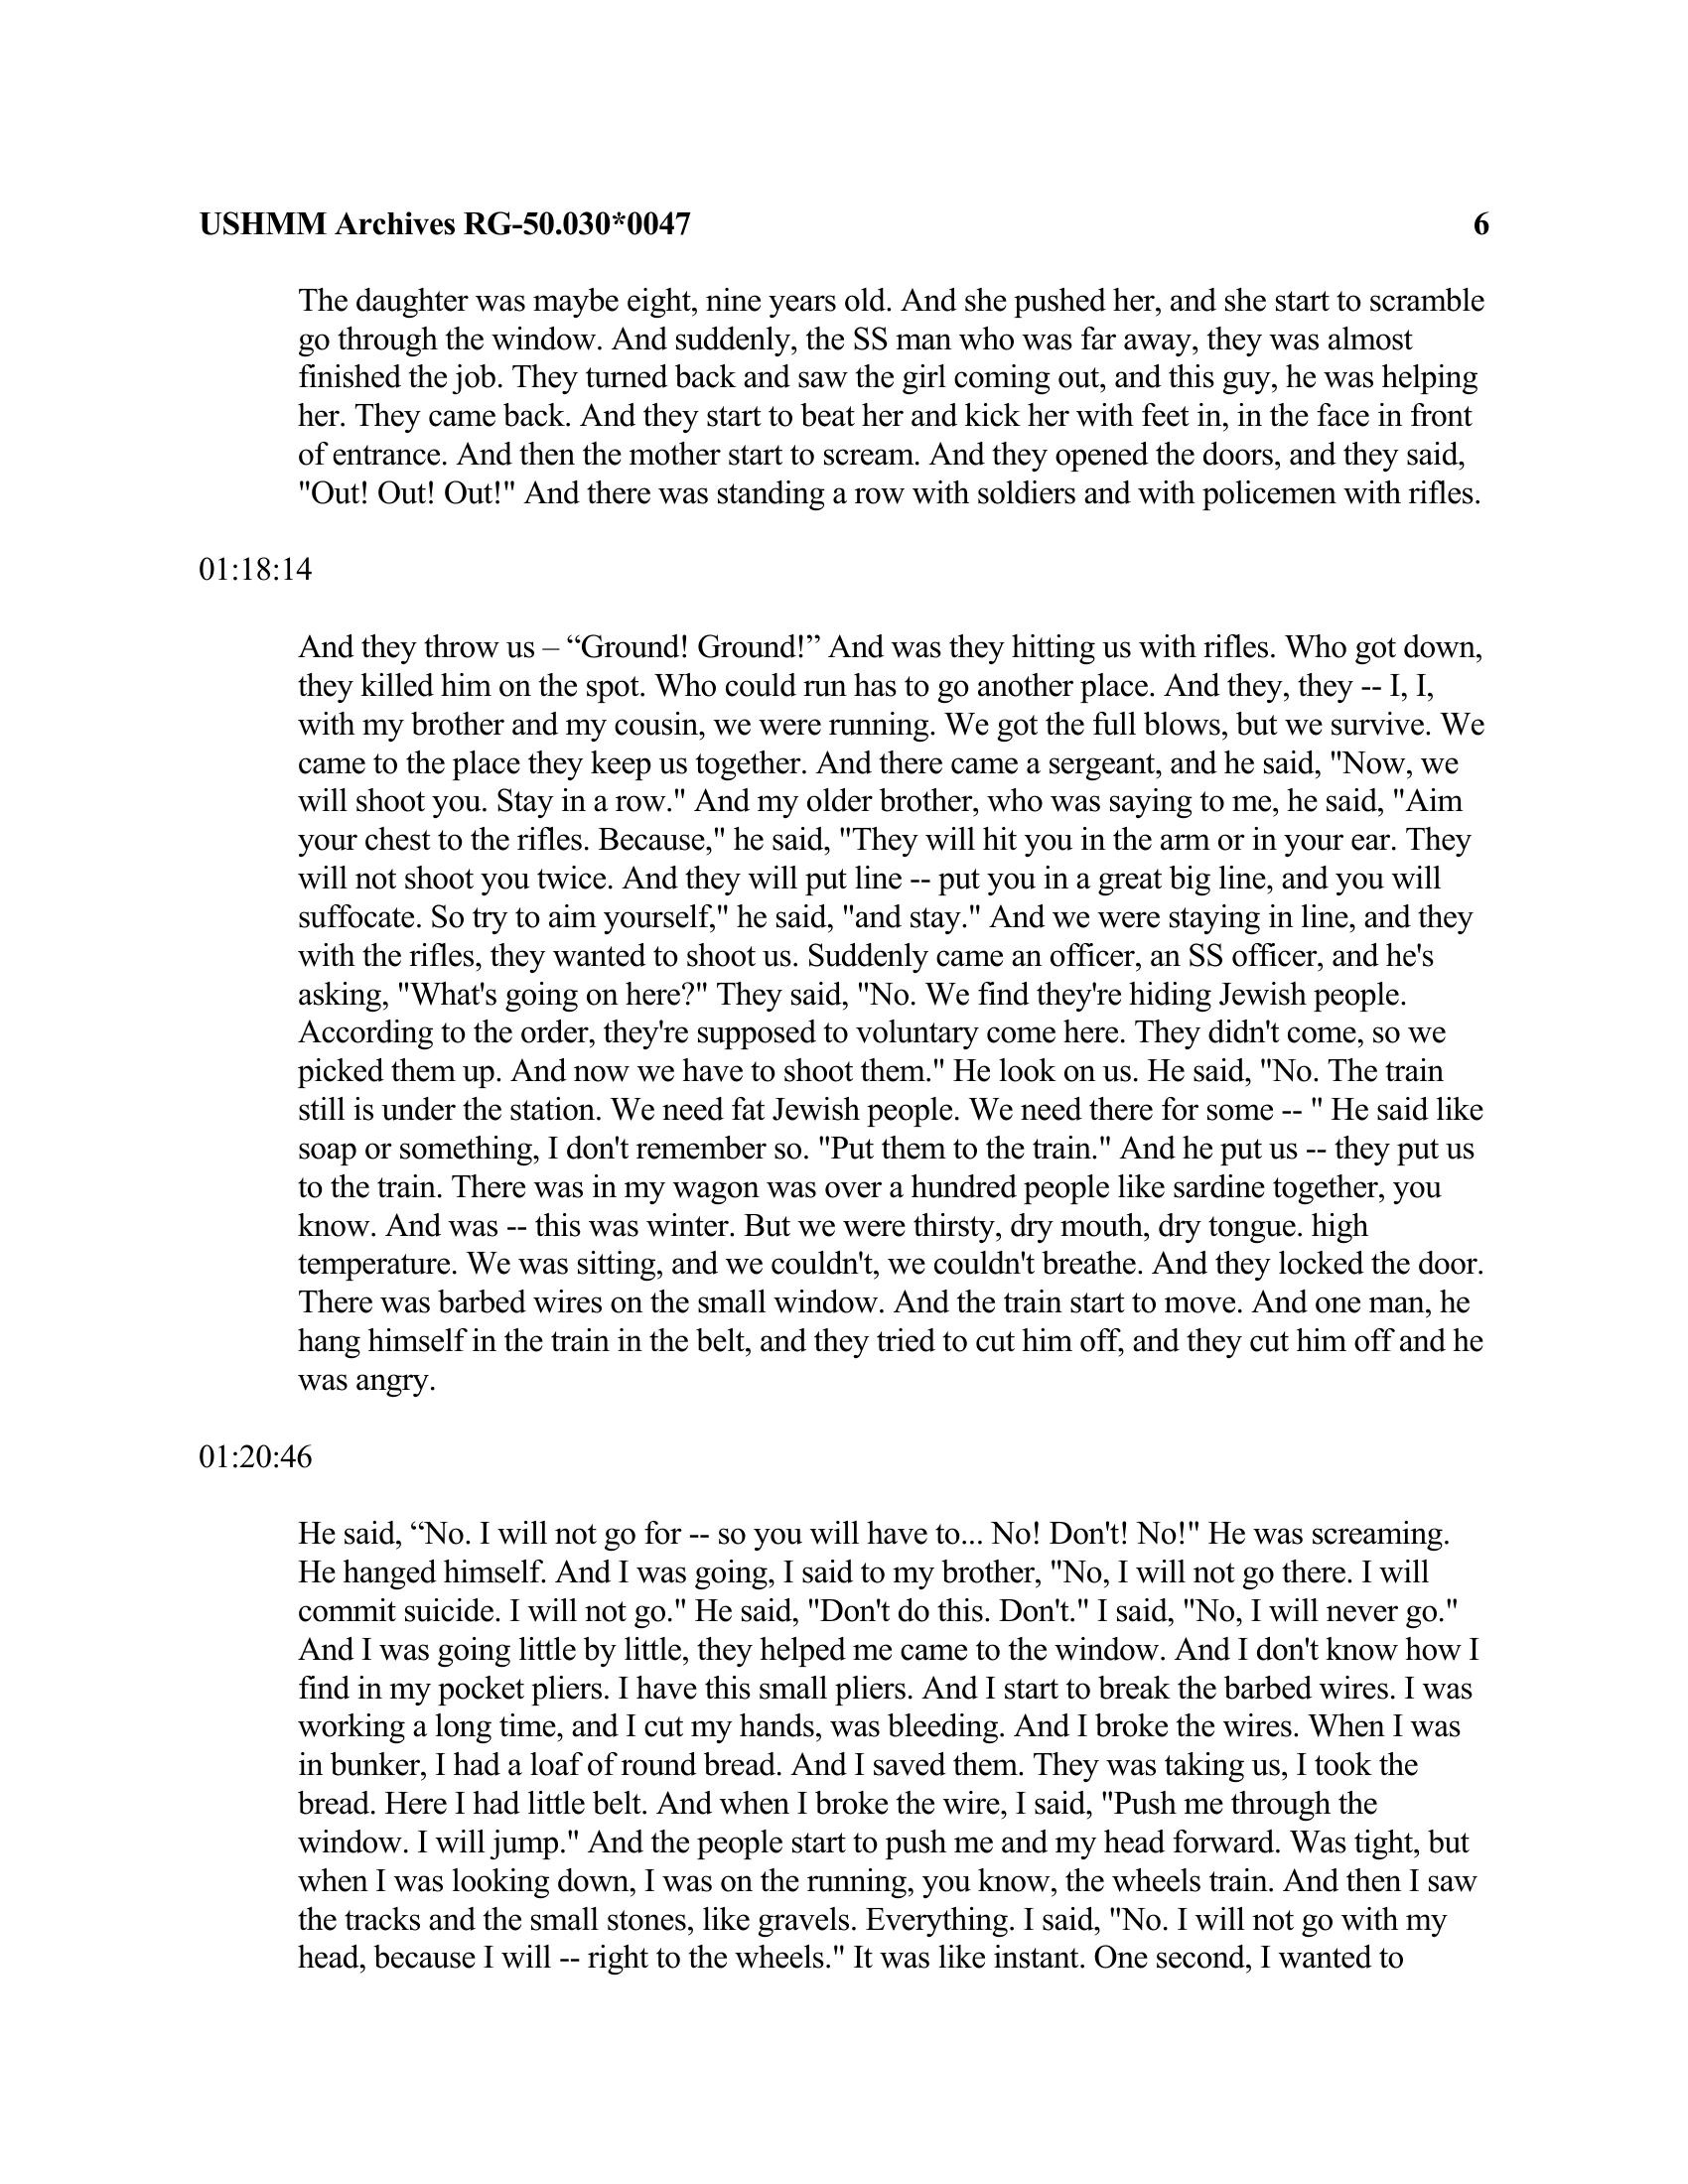 USHMM Archives RG-50.030*0047 6
The daughter was maybe eight, nine years old. And she pushed her, and she start to scramble
go through the window. And suddenly, the SS man who was far away, they was almost
finished the job. They turned back and saw the girl coming out, and this guy, he was helping
her. They came back. And they start to beat her and kick her with feet in, in the face in front
of entrance. And then the mother start to scream. And they opened the doors, and they said,
"Out! Out! Out!" And there was standing a row with soldiers and with policemen with rifles.
01:18:14
And they throw us – “Ground! Ground!” And was they hitting us with rifles. Who got down,
they killed him on the spot. Who could run has to go another place. And they, they -- I, I,
with my brother and my cousin, we were running. We got the full blows, but we survive. We
came to the place they keep us together. And there came a sergeant, and he said, "Now, we
will shoot you. Stay in a row." And my older brother, who was saying to me, he said, "Aim
your chest to the rifles. Because," he said, "They will hit you in the arm or in your ear. They
will not shoot you twice. And they will put line -- put you in a great big line, and you will
suffocate. So try to aim yourself," he said, "and stay." And we were staying in line, and they
with the rifles, they wanted to shoot us. Suddenly came an officer, an SS officer, and he's
asking, "What's going on here?" They said, "No. We find they're hiding Jewish people.
According to the order, they're supposed to voluntary come here. They didn't come, so we
picked them up. And now we have to shoot them." He look on us. He said, "No. The train
still is under the station. We need fat Jewish people. We need there for some -- " He said like
soap or something, I don't remember so. "Put them to the train." And he put us -- they put us
to the train. There was in my wagon was over a hundred people like sardine together, you
know. And was -- this was winter. But we were thirsty, dry mouth, dry tongue. high
temperature. We was sitting, and we couldn't, we couldn't breathe. And they locked the door.
There was barbed wires on the small window. And the train start to move. And one man, he
hang himself in the train in the belt, and they tried to cut him off, and they cut him off and he
was angry.
01:20:46
He said, “No. I will not go for -- so you will have to... No! Don't! No!" He was screaming.
He hanged himself. And I was going, I said to my brother, "No, I will not go there. I will
commit suicide. I will not go." He said, "Don't do this. Don't." I said, "No, I will never go."
And I was going little by little, they helped me came to the window. And I don't know how I
find in my pocket pliers. I have this small pliers. And I start to break the barbed wires. I was
working a long time, and I cut my hands, was bleeding. And I broke the wires. When I was
in bunker, I had a loaf of round bread. And I saved them. They was taking us, I took the
bread. Here I had little belt. And when I broke the wire, I said, "Push me through the
window. I will jump." And the people start to push me and my head forward. Was tight, but
when I was looking down, I was on the running, you know, the wheels train. And then I saw
the tracks and the small stones, like gravels. Everything. I said, "No. I will not go with my
head, because I will -- right to the wheels." It was like instant. One second, I wanted to